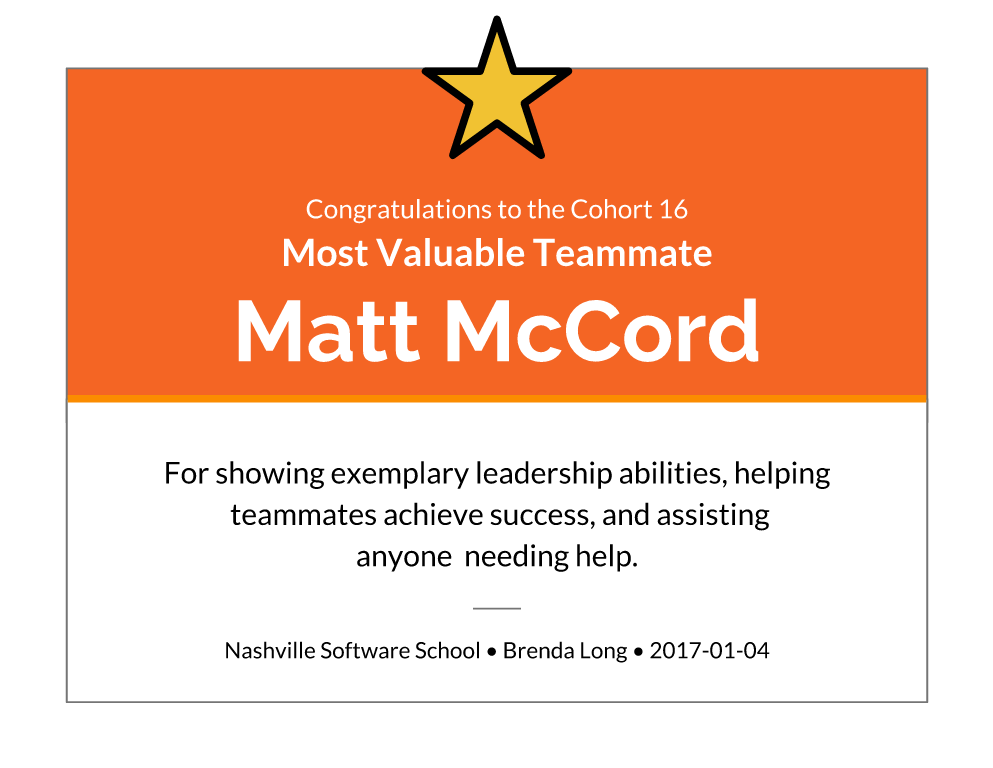 Congratulations to the Cohort 16
Most Valuable Teammate
Matt McCord
For showing exemplary leadership abilities, helping
teammates achieve success, and assisting
anyone  needing help.
Nashville Software School • Brenda Long • 2017-01-04